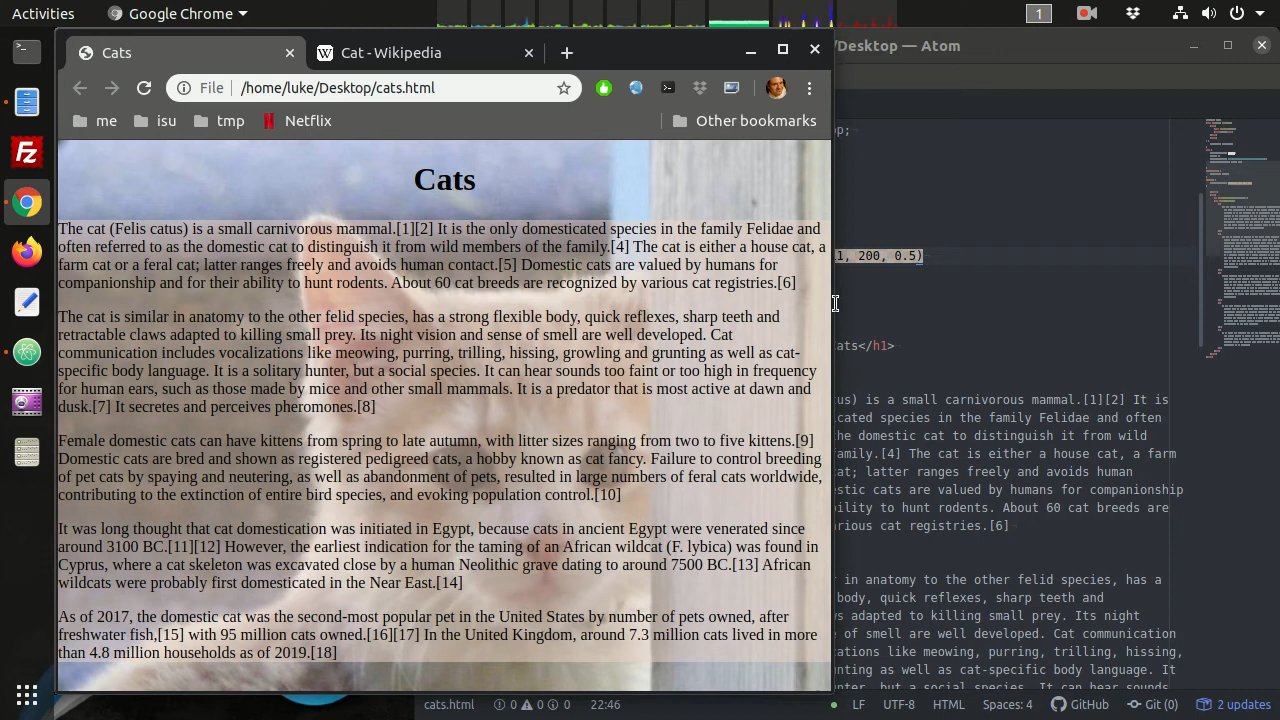 Activities
Google Chrome
1
Cats
Cat - Wikipedia
/Desktop — Atom
File
/home/luke/Desktop/cats.html
me
isu
tmp
Netflix
Other bookmarks
op;
Cats
The cat (Felis catus) is a small carnivorous mammal.[1][2] It is the only domesticated species in the family Felidae and
often referred to as the domestic cat to distinguish it from wild members of the family.[4] The cat is either a house cat, a
farm cat or a feral cat; latter ranges freely and avoids human contact.[5] Domestic cats are valued by humans for
companionship and for their ability to hunt rodents. About 60 cat breeds are recognized by various cat registries.[6]
The cat is similar in anatomy to the other felid species, has a strong flexible body, quick reflexes, sharp teeth and
retractable claws adapted to killing small prey. Its night vision and sense of smell are well developed. Cat
communication includes vocalizations like meowing, purring, trilling, hissing, growling and grunting as well as cat-
specific body language. It is a solitary hunter, but a social species. It can hear sounds too faint or too high in frequency
for human ears, such as those made by mice and other small mammals. It is a predator that is most active at dawn and
dusk.[7] It secretes and perceives pheromones.[8]
Female domestic cats can have kittens from spring to late autumn, with litter sizes ranging from two to five kittens.[9]
Domestic cats are bred and shown as registered pedigreed cats, a hobby known as cat fancy. Failure to control breeding
of pet cats by spaying and neutering, as well as abandonment of pets, resulted in large numbers of feral cats worldwide,
contributing to the extinction of entire bird species, and evoking population control.[10]
It was long thought that cat domestication was initiated in Egypt, because cats in ancient Egypt were venerated since
around 3100 BC.[11][12] However, the earliest indication for the taming of an African wildcat (F. lybica) was found in
Cyprus, where a cat skeleton was excavated close by a human Neolithic grave dating to around 7500 BC.[13] African
wildcats were probably first domesticated in the Near East.[14]
As of 2017, the domestic cat was the second-most popular pet in the United States by number of pets owned, after
freshwater fish,[15] with 95 million cats owned.[16][17] In the United Kingdom, around 7.3 million cats lived in more
than 4.8 million households as of 2019.[18]
1, 200, 0.5)
Cats</h1>
tus) is a small carnivorous mammal.[1][2] It is
cated species in the family Felidae and often
he domestic cat to distinguish it from wild
mily.[4] The cat is either a house cat, a farm
cat; latter ranges freely and avoids human
estic cats are valued by humans for companionship
bility to hunt rodents. About 60 cat breeds are
rious cat registries.[6]
r in anatomy to the other felid species, has a
body, quick reflexes, sharp teeth and
ws adapted to killing small prey. Its night
e of smell are well developed. Cat communication
zations like meowing, purring, trilling, hissing,
nting as well as cat-specific body language. It
nter, but a social species. It can hear sounds
cats.html
0
0
0
22:46
LF
UTF-8
HTML
Spaces: 4
GitHub
Git (0)
2 updates